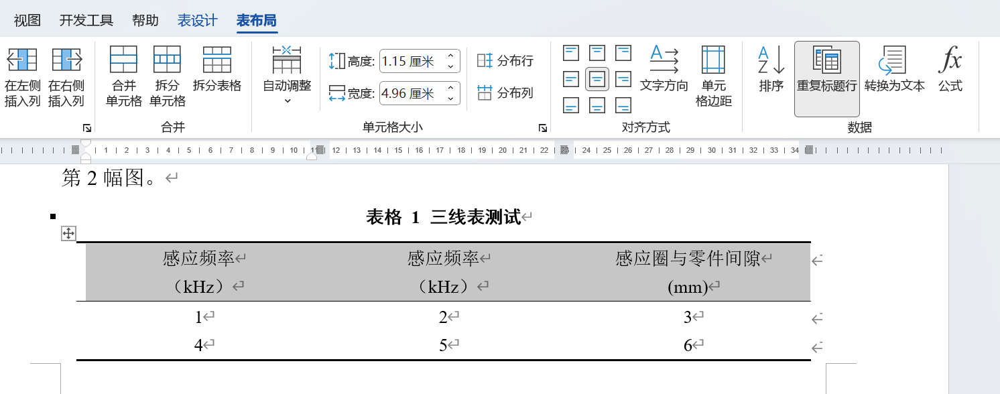 视图 开发工具 帮助 表设计 表布局
在左侧插入列 在右侧插入列 合并单元格 拆分单元格 拆分表格 自动调整 高度: 1.15 厘米 分布行 文字方向 单元格边距 排序 重复标题行 转换为文本 fx 公式
宽度: 4.96 厘米 分布列
A
Z
合并 单元格大小 对齐方式 数据
1 2 3 4 5 6 7 8 9 10 11 12 13 14 15 16 17 18 19 20 21 22 24 25 26 27 28 29 30 31 32 33 34
第 2 幅图。
表格 1 三线表测试
感应频率 感应频率 感应圈与零件间隙
（kHz） （kHz） (mm)
1 2 3
4 5 6